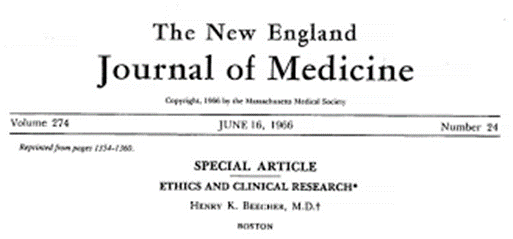 The New England
Journal of Medicine
Copyright, 1966 by the Massachusetts Medical Society
Volume 274 JUNE 16, 1966 Number 24
Reprinted from pages 1354-1360.
SPECIAL ARTICLE
ETHICS AND CLINICAL RESEARCH*
HENRY K. BEECHER, M.D.†
BOSTON